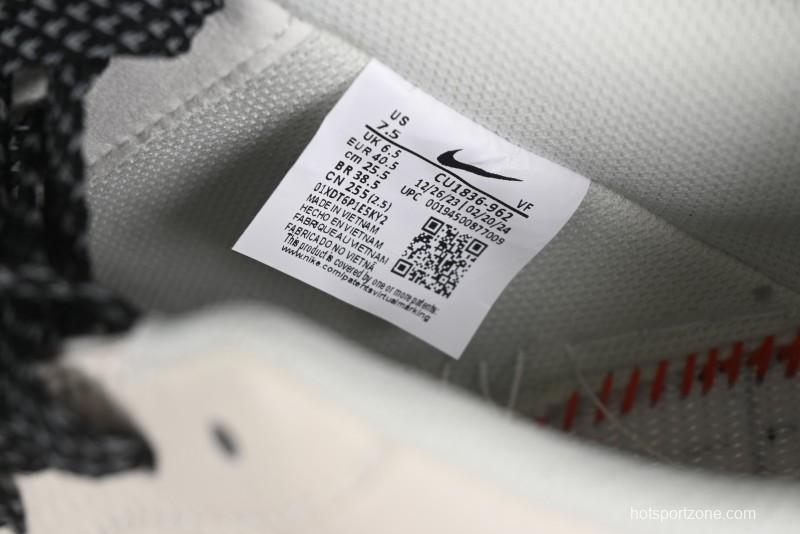 US
7.5
UK 6.5
EUR 40.5
cm 25.5
BR 38.5
CN 255(2.5)
01XDT6P1E5KY2
MADE IN VIETNAM
HECHO EN VIETNAM
FABRIQUE AU VIETNAM
FABRICADO NO VIETNÃ
This product is covered by one or more patents:
www.nike.com/patentsvirtualmarking
CU1836-962 VF
12/26/23 | 02/20/24
UPC 00194500877009
hotsportzone.com